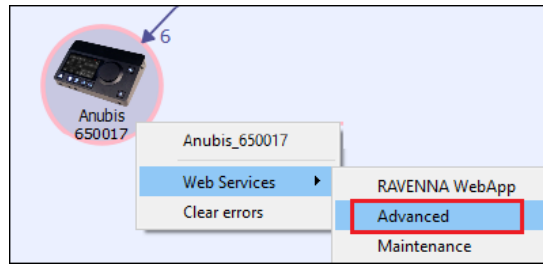 6
Anubis
650017
Anubis_650017
Web Services
Clear errors
RAVENNA WebApp
Advanced
Maintenance